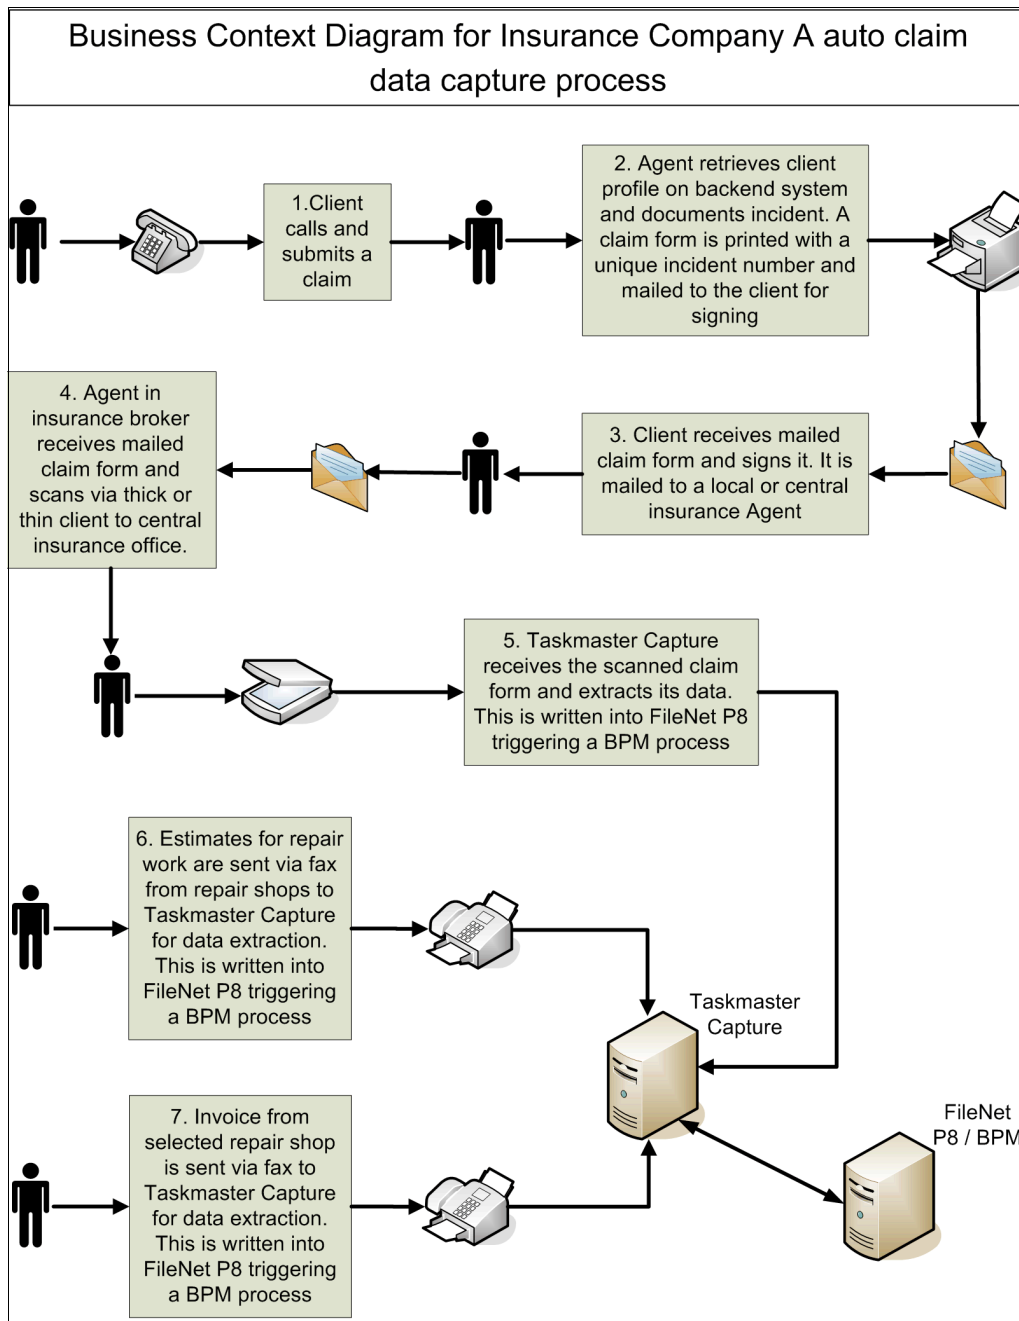 Business Context Diagram for Insurance Company A auto claim
data capture process
1.Client
calls and
submits a
claim
2. Agent retrieves client
profile on backend system
and documents incident. A
claim form is printed with a
unique incident number and
mailed to the client for
signing
4. Agent in
insurance broker
receives mailed
claim form and
scans via thick or
thin client to central
insurance office.
3. Client receives mailed
claim form and signs it. It is
mailed to a local or central
insurance Agent
5. Taskmaster Capture
receives the scanned claim
form and extracts its data.
This is written into FileNet P8
triggering a BPM process
6. Estimates for repair
work are sent via fax
from repair shops to
Taskmaster Capture
for data extraction.
This is written into
FileNet P8 triggering
a BPM process
Taskmaster
Capture
7. Invoice from
selected repair shop
is sent via fax to
Taskmaster Capture
for data extraction.
This is written into
FileNet P8 triggering
a BPM process
FileNet
P8 / BPM